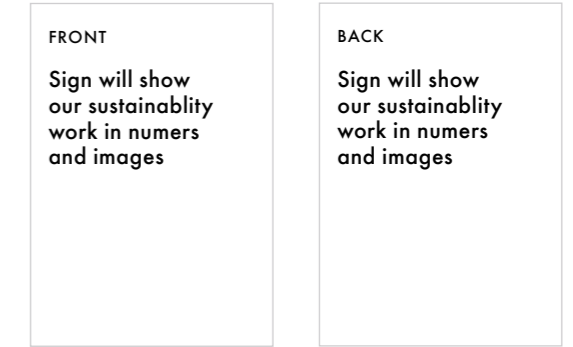 FRONT
Sign will show
our sustainablity
work in numers
and images
BACK
Sign will show
our sustainablity
work in numers
and images